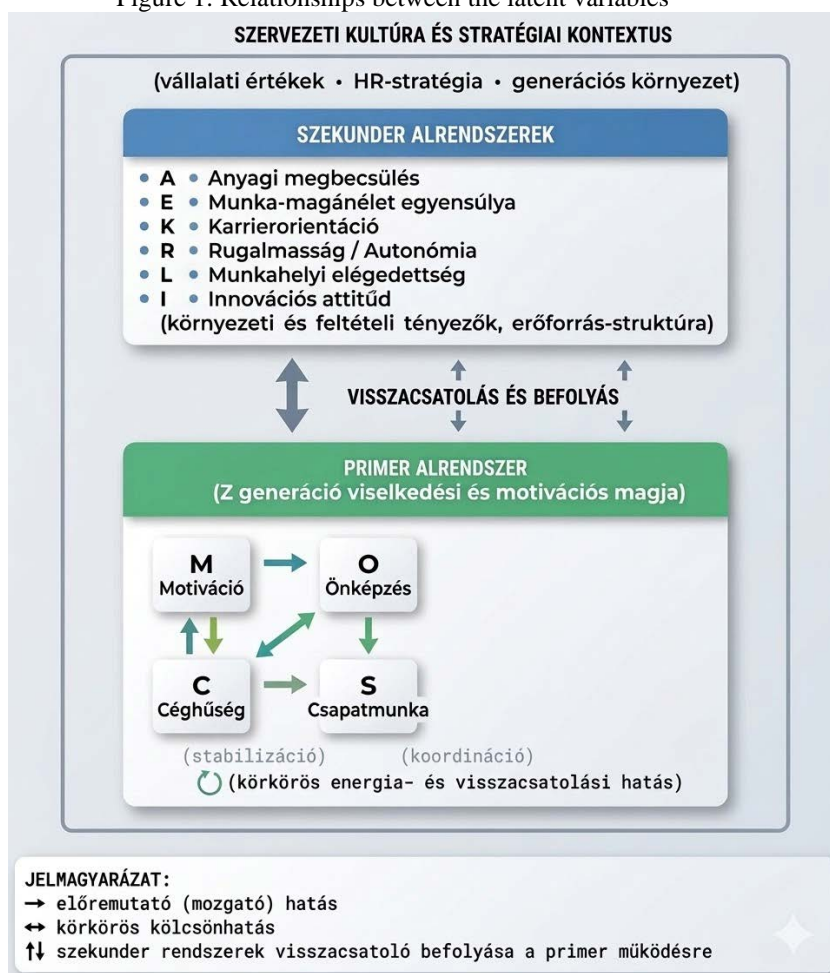 Figure 1: Relationships between the latent variables
SZERVEZETI KULTÚRA ÉS STRATÉGIAI KONTEXTUS
(vállalati értékek • HR-stratégia • generációs környezet)
SZEKUNDER ALRENDSZEREK
• A • Anyagi megbecsülés
• E • Munka-magánélet egyensúlya
• K • Karrierorientáció
• R • Rugalmasság / Autonómia
• L • Munkahelyi elégedettség
• I • Innovációs attitűd
(környezeti és feltételi tényezők, erőforrás-struktúra)
VISSZACSATOLÁS ÉS BEFOLYÁS
PRIMER ALRENDSZER
(Z generáció viselkedési és motivációs magja)
M
Motiváció
O
Önképzés
C
Céghűség
S
Csapatmunka
(stabilizáció) (koordináció)
(körkörös energia- és visszacsatolási hatás)
JELMAGYARÁZAT:
→ előremutató (mozgató) hatás
↔ körkörös kölcsönhatás
↑↓ szekunder rendszerek visszacsatoló befolyása a primer működésre